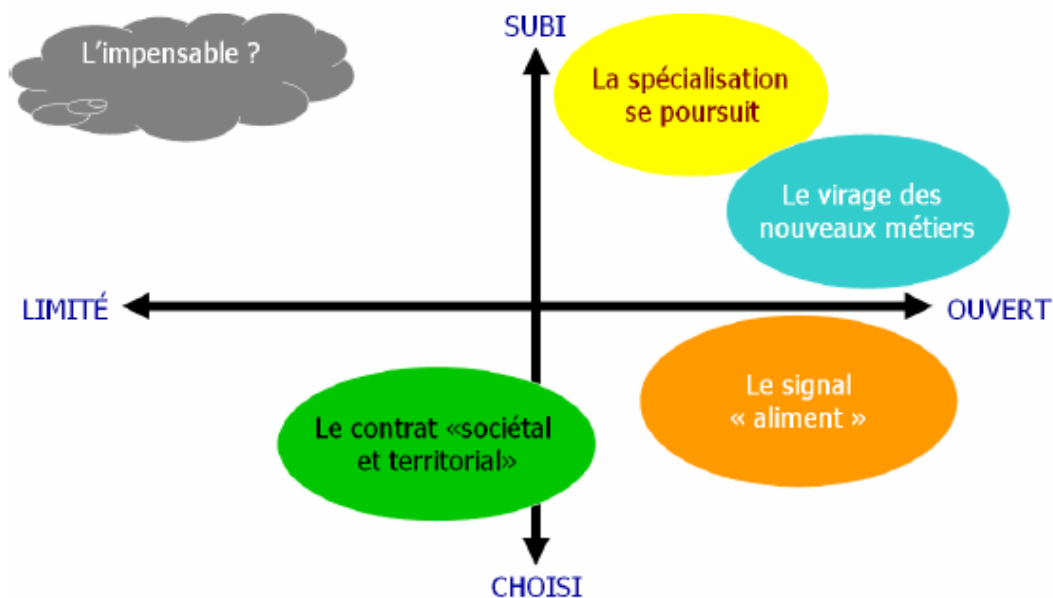 SUBI
L'impensable ?
La spécialisation
se poursuit
Le virage des
nouveaux métiers
LIMITÉ
OUVERT
Le signal
« aliment »
Le contrat «sociétal
et territorial»
CHOISI